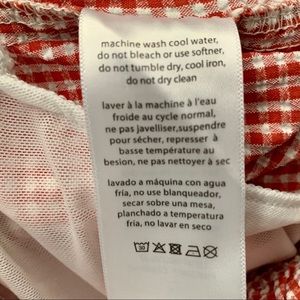 machine wash cool water,
do not bleach or use softner,
do not tumble dry, cool iron,
do not dry clean
laver à la machine à l'eau
froide au cycle normal,
ne pas javelliser,suspendre
pour sécher, repasser à
basse température au
besion, ne pas nettoyer à sec
lavado a máquina con agua
fria, no use blanqueador,
secar sobre una mesa,
planchado a temperatura
fria, no lavar en seco